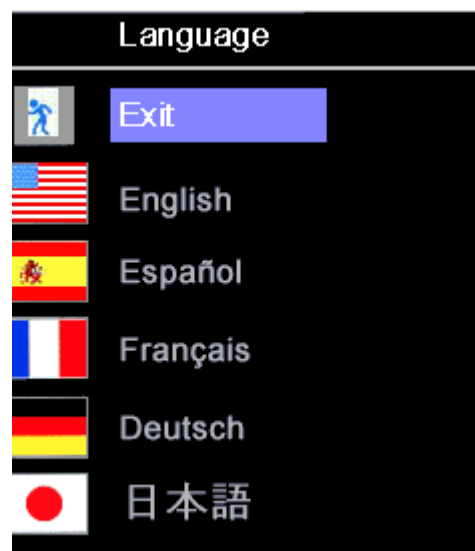 Language
Exit
English
Español
Français
Deutsch
日本語